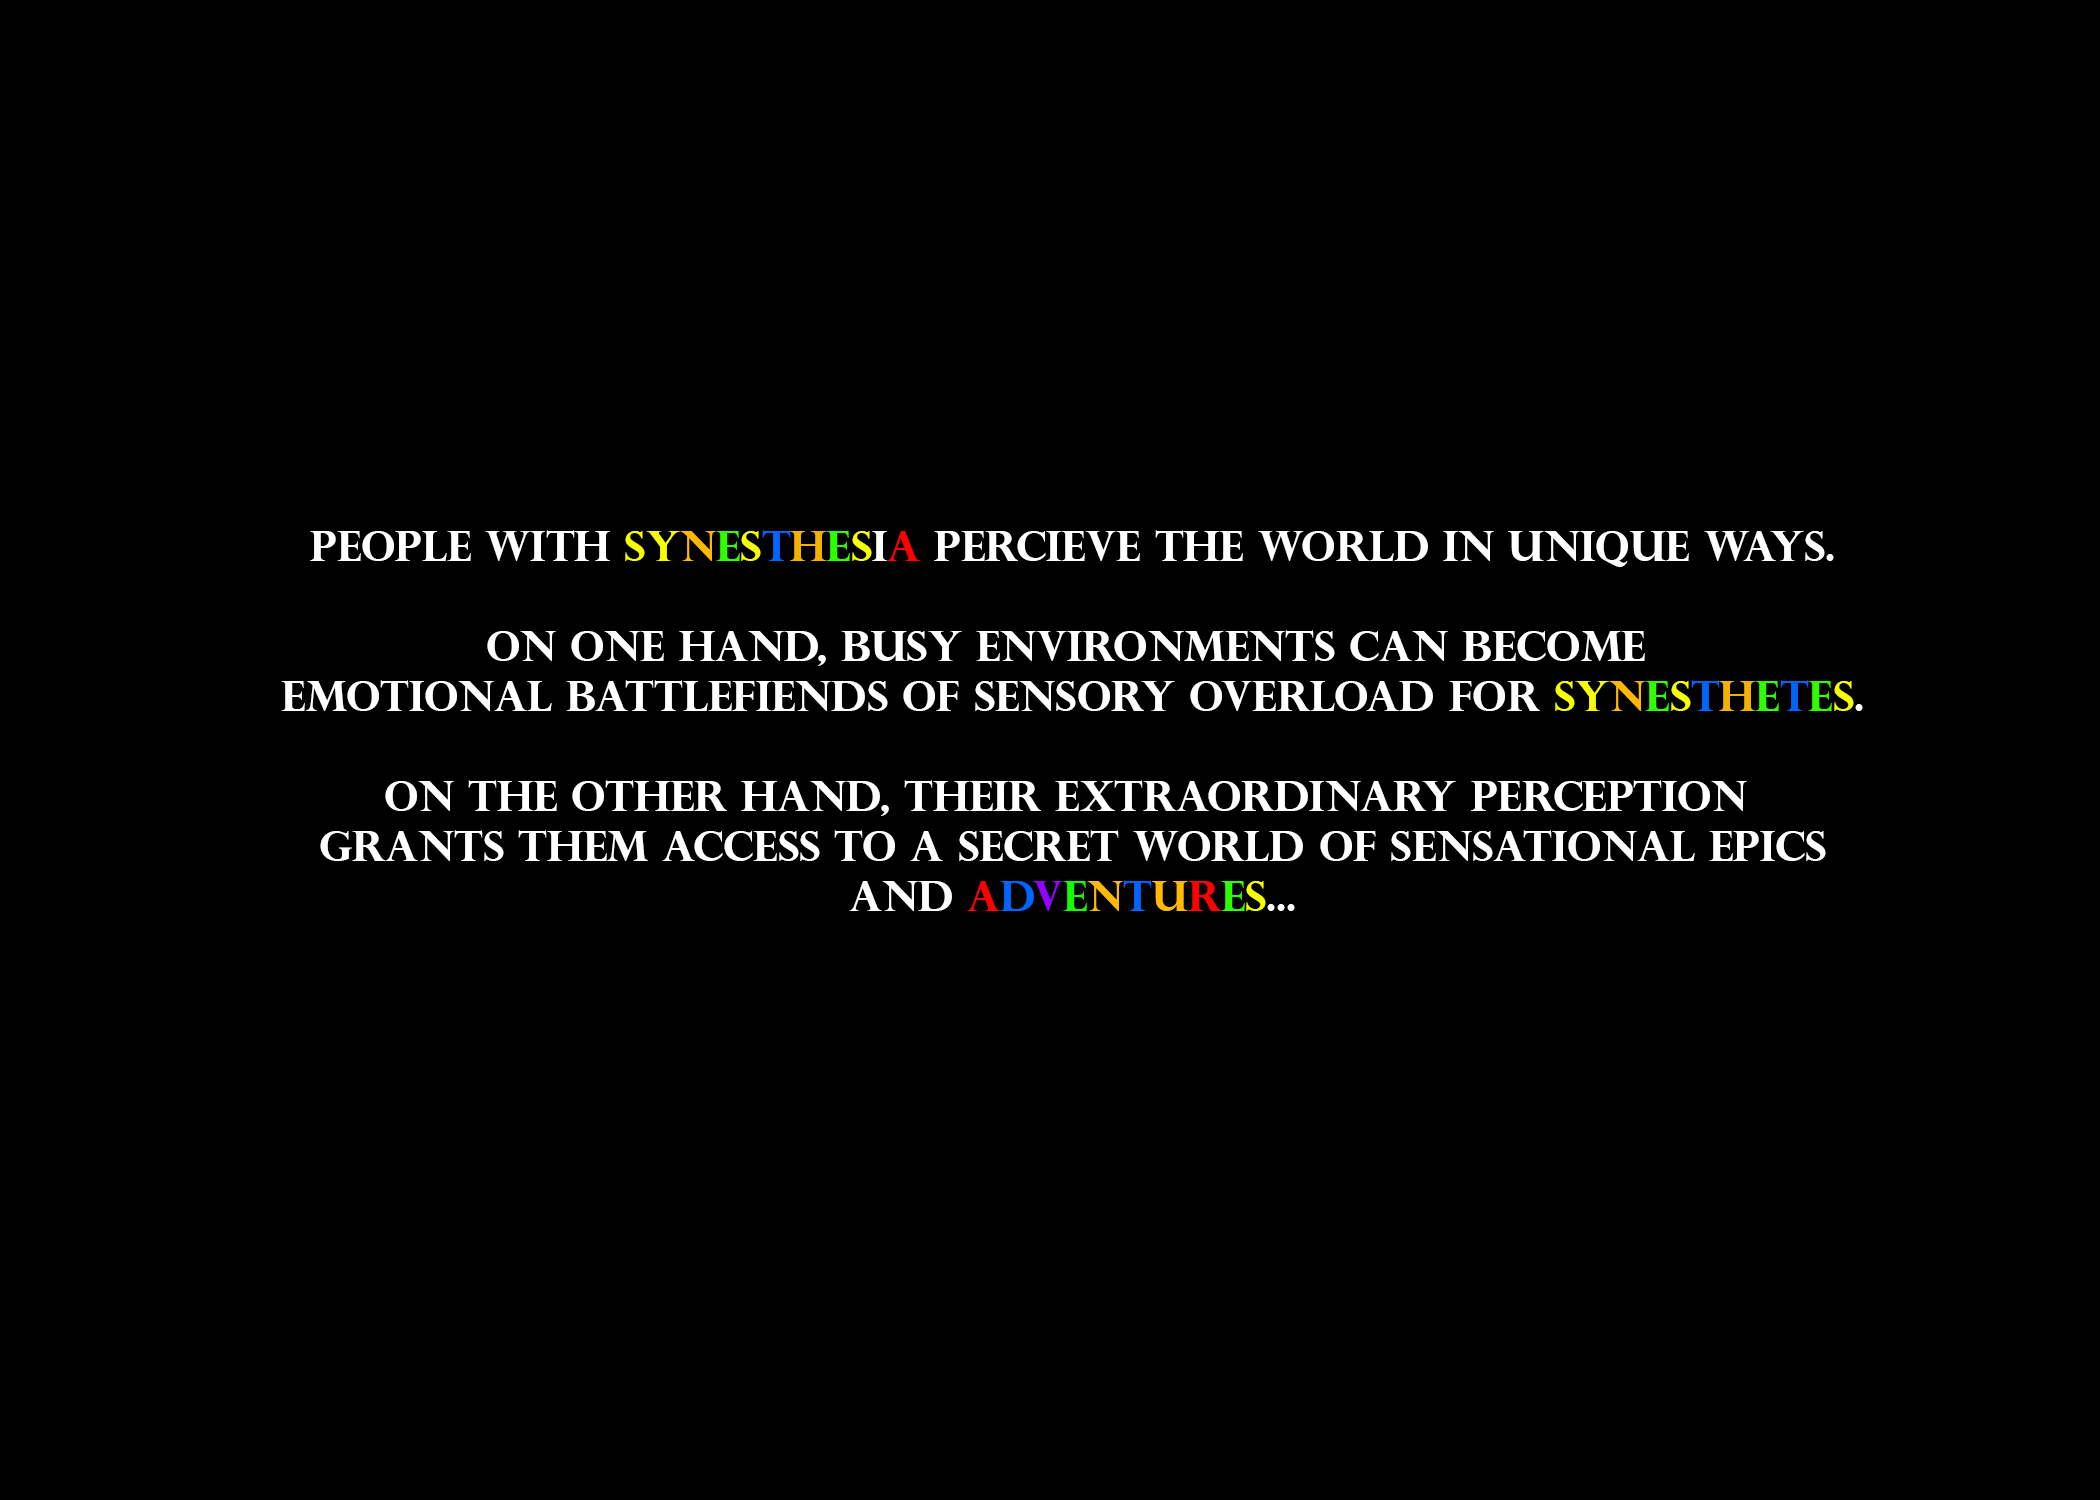 PEOPLE WITH SYNESTHESIA PERCIEVE THE WORLD IN UNIQUE WAYS.
ON ONE HAND, BUSY ENVIRONMENTS CAN BECOME
EMOTIONAL BATTLEFIENDS OF SENSORY OVERLOAD FOR SYNESTHETES.
ON THE OTHER HAND, THEIR EXTRAORDINARY PERCEPTION
GRANTS THEM ACCESS TO A SECRET WORLD OF SENSATIONAL EPICS
AND ADVENTURES...